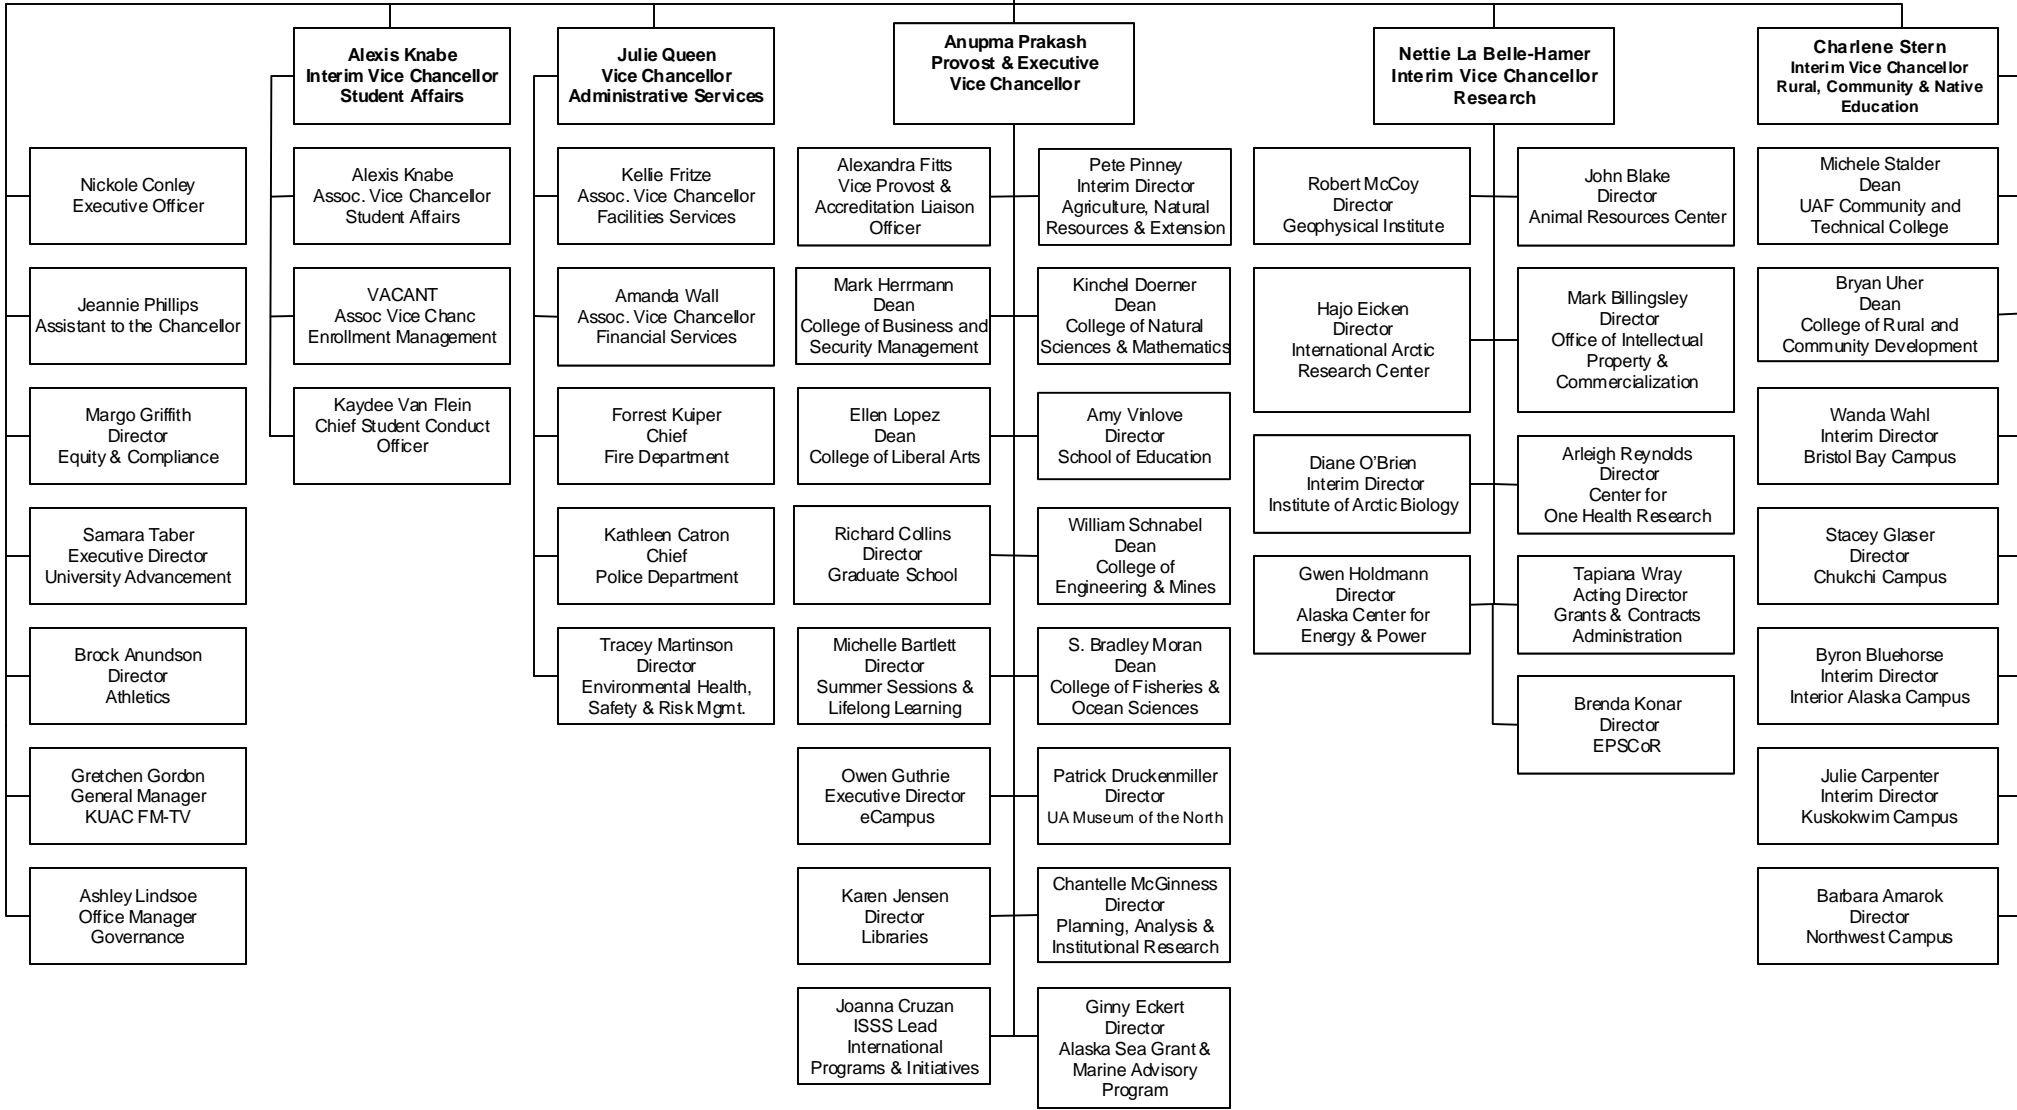 Alexis Knabe
Interim Vice Chancellor
Student Affairs
Julie Queen
Vice Chancellor
Administrative Services
Anupma Prakash
Provost & Executive
Vice Chancellor
Nettie La Belle-Hamer
Interim Vice Chancellor
Research
Charlene Stern
Interim Vice Chancellor
Rural, Community & Native
Education
Nickole Conley
Executive Officer
Jeannie Phillips
Assistant to the Chancellor
Margo Griffith
Director
Equity & Compliance
Samara Taber
Executive Director
University Advancement
Brock Anundson
Director
Athletics
Gretchen Gordon
General Manager
KUAC FM-TV
Ashley Lindsoe
Office Manager
Governance
Alexis Knabe
Assoc. Vice Chancellor
Student Affairs
VACANT
Assoc Vice Chanc
Enrollment Management
Kaydee Van Flein
Chief Student Conduct
Officer
Kellie Fritze
Assoc. Vice Chancellor
Facilities Services
Amanda Wall
Assoc. Vice Chancellor
Financial Services
Forrest Kuiper
Chief
Fire Department
Kathleen Catron
Chief
Police Department
Tracey Martinson
Director
Environmental Health,
Safety & Risk Mgmt.
Alexandra Fitts
Vice Provost &
Accreditation Liaison
Officer
Mark Herrmann
Dean
College of Business and
Security Management
Ellen Lopez
Dean
College of Liberal Arts
Richard Collins
Director
Graduate School
Michelle Bartlett
Director
Summer Sessions &
Lifelong Learning
Owen Guthrie
Executive Director
eCampus
Karen Jensen
Director
Libraries
Joanna Cruzan
ISSS Lead
International
Programs & Initiatives
Pete Pinney
Interim Director
Agriculture, Natural
Resources & Extension
Kinchel Doerner
Dean
College of Natural
Sciences & Mathematics
Amy Vinlove
Director
School of Education
William Schnabel
Dean
College of
Engineering & Mines
S. Bradley Moran
Dean
College of Fisheries &
Ocean Sciences
Patrick Druckenmiller
Director
UA Museum of the North
Chantelle McGinness
Director
Planning, Analysis &
Institutional Research
Ginny Eckert
Director
Alaska Sea Grant &
Marine Advisory
Program
Robert McCoy
Director
Geophysical Institute
Hajo Eicken
Director
International Arctic
Research Center
Diane O'Brien
Interim Director
Institute of Arctic Biology
Gwen Holdmann
Director
Alaska Center for
Energy & Power
John Blake
Director
Animal Resources Center
Mark Billingsley
Director
Office of Intellectual
Property &
Commercialization
Arleigh Reynolds
Director
Center for
One Health Research
Tapiana Wray
Acting Director
Grants & Contracts
Administration
Brenda Konar
Director
EPSCoR
Michele Stalder
Dean
UAF Community and
Technical College
Bryan Uher
Dean
College of Rural and
Community Development
Wanda Wahl
Interim Director
Bristol Bay Campus
Stacey Glaser
Director
Chukchi Campus
Byron Bluehorse
Interim Director
Interior Alaska Campus
Julie Carpenter
Interim Director
Kuskokwim Campus
Barbara Amarok
Director
Northwest Campus